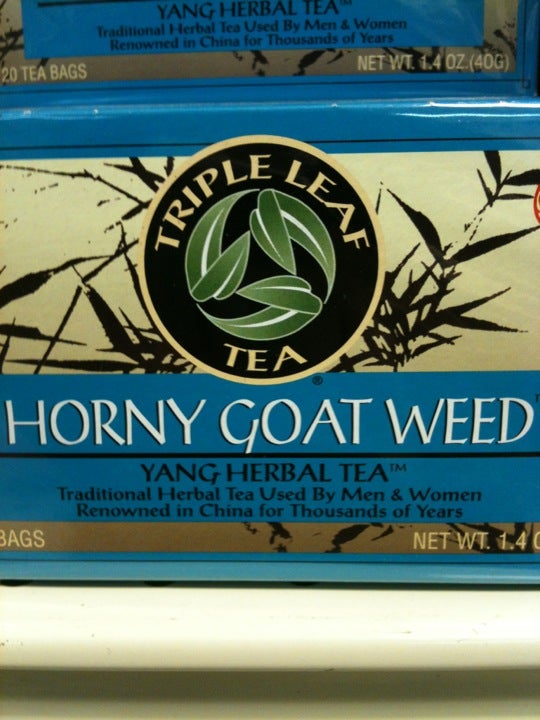 YANG HERBAL TEA™
Traditional Herbal Tea Used By Men & Women
Renowned in China for Thousands of Years
20 TEA BAGS
NET WT. 1.4 OZ.(40G)
TRIPLE LEAF
TEA
®
HORNY GOAT WEED
YANG HERBAL TEA™
Traditional Herbal Tea Used By Men & Women
Renowned in China for Thousands of Years
BAGS
NET WT. 1.4